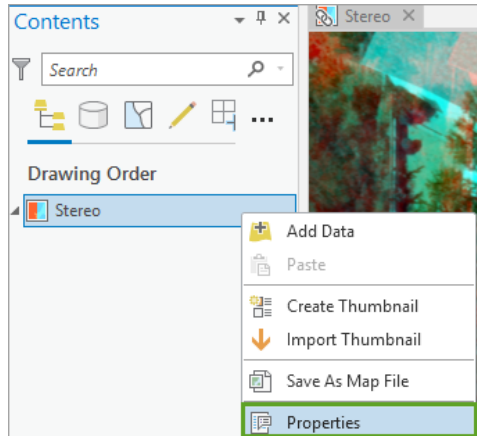 Contents
Stereo
Search
Drawing Order
Stereo
Add Data
Paste
Create Thumbnail
Import Thumbnail
Save As Map File
Properties